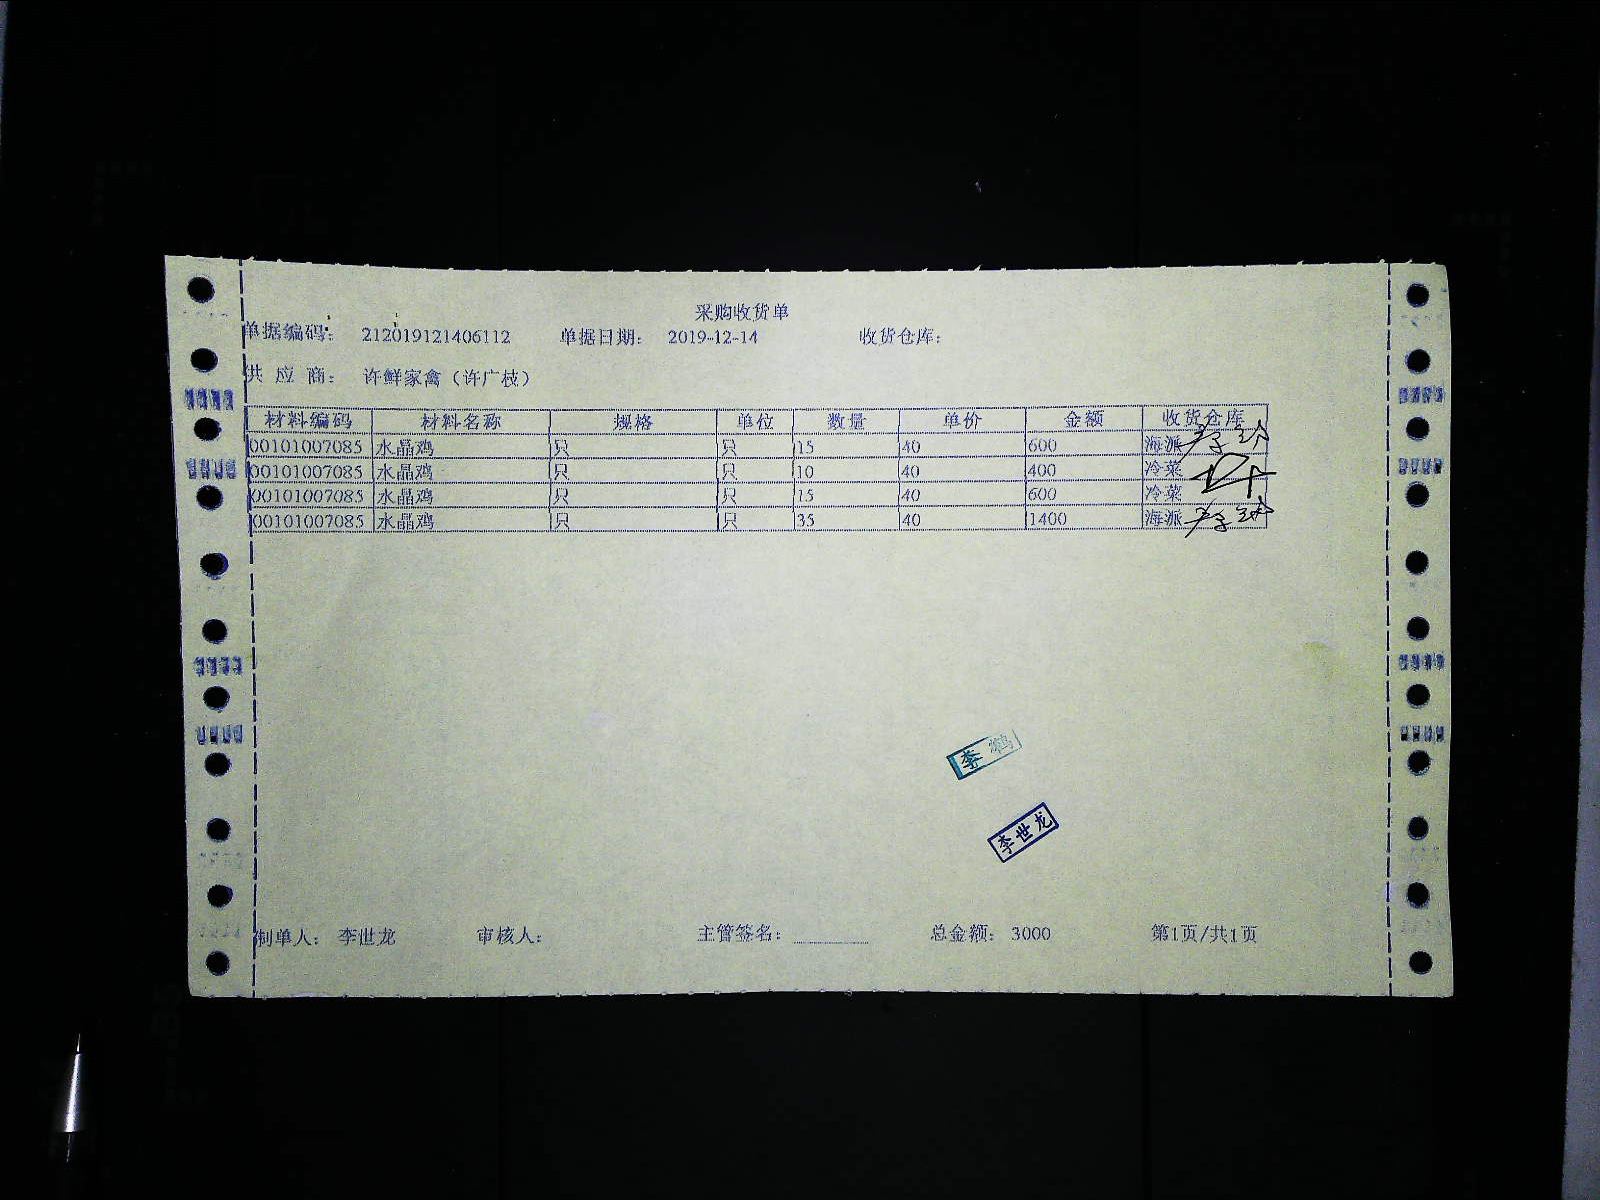 采购收货单
单据编码: 212019121406112 单据日期: 2019-12-14 收货仓库:
供 应 商: 许鲜家禽（许广枝）
材料编码 材料名称 规格 单位 数量 单价 金额 收货仓库
00101007085 水晶鸡 只 只 15 40 600 海派
00101007085 水晶鸡 只 只 10 40 400 冷菜
00101007085 水晶鸡 只 只 15 40 600 冷菜
00101007085 水晶鸡 只 只 35 40 1400 海派
李 鹤
李世龙
制单人: 李世龙 审核人: 主管签名: 总金额: 3000 第1页/共1页